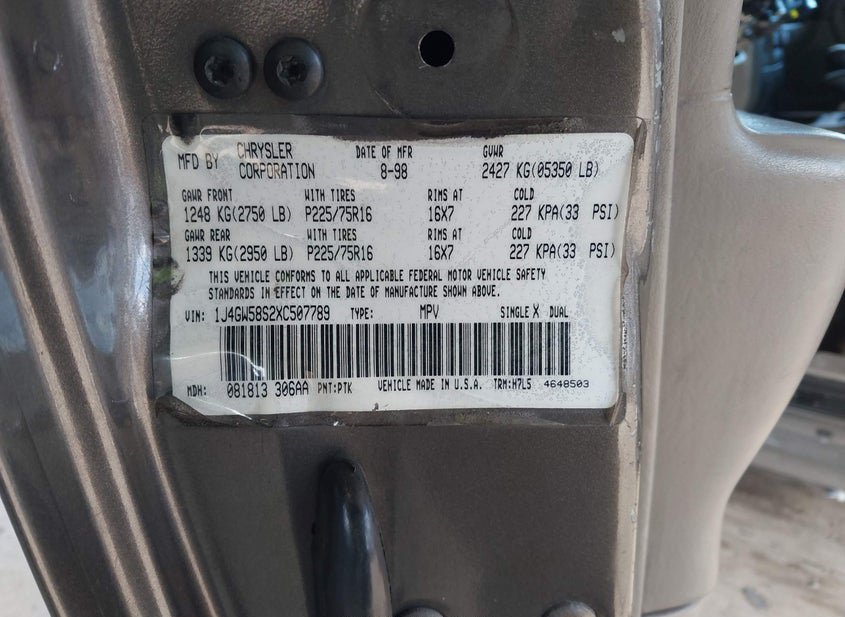 MFD BY CHRYSLER CORPORATION DATE OF MFR 8-98 GVWR 2427 KG(05350 LB)
GAWR FRONT WITH TIRES RIMS AT COLD
1248 KG(2750 LB) P225/75R16 16X7 227 KPA(33 PSI)
GAWR REAR WITH TIRES RIMS AT COLD
1339 KG(2950 LB) P225/75R16 16X7 227 KPA(33 PSI)
THIS VEHICLE CONFORMS TO ALL APPLICABLE FEDERAL MOTOR VEHICLE SAFETY
STANDARDS IN EFFECT ON THE DATE OF MANUFACTURE SHOWN ABOVE.
VIN: 1J4GW58S2XC507789 TYPE: MPV SINGLE X DUAL
MDH: 081813 306AA PNT:PTK VEHICLE MADE IN U.S.A. TRM:H7L5 4648503